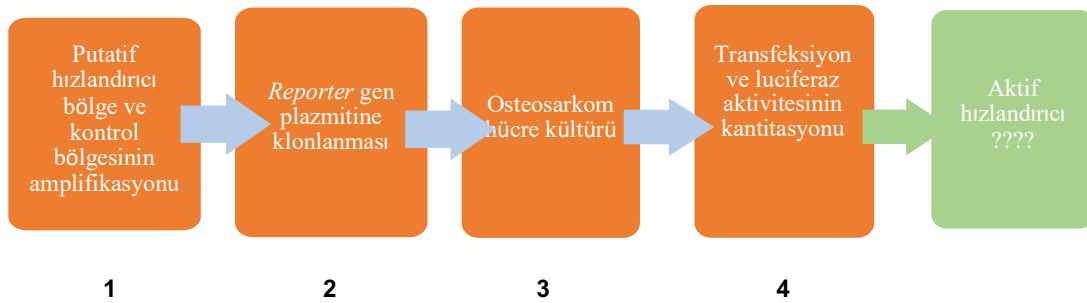 Putatif
hızlandırıcı
bölge ve
kontrol
bölgesinin
amplifikasyonu
Reporter gen
plazmitine
klonlanması
Osteosarkom
hücre kültürü
Transfeksiyon
ve luciferaz
aktivitesinin
kantitasyonu
Aktif
hızlandırıcı
????
1
2
3
4